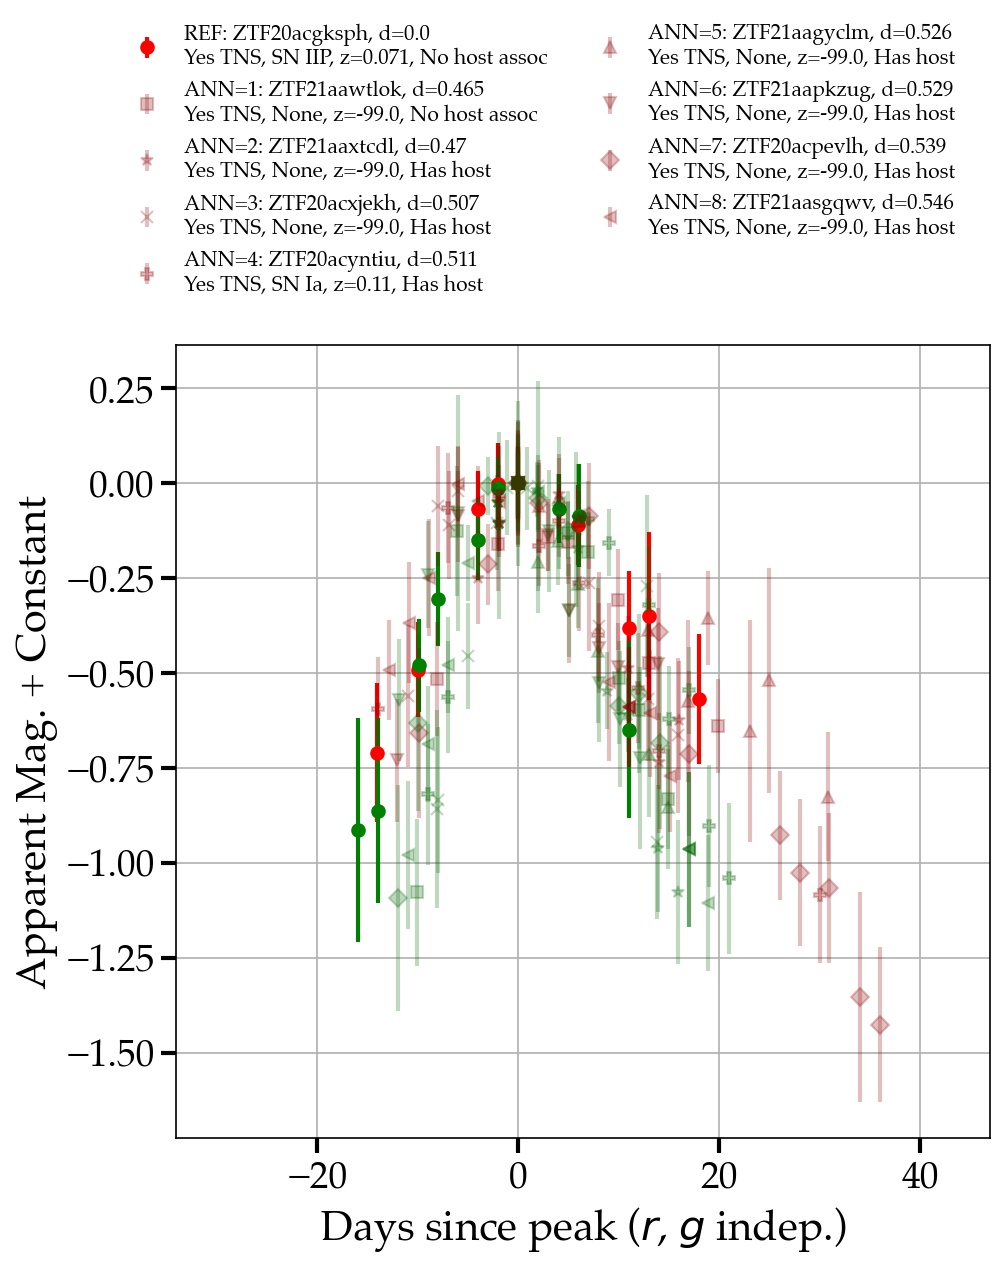 REF: ZTF20acgksph, d=0.0
Yes TNS, SN IIP, z=0.071, No host assoc
ANN=1: ZTF21aawtlok, d=0.465
Yes TNS, None, z=-99.0, No host assoc
ANN=2: ZTF21aaxtcdl, d=0.47
Yes TNS, None, z=-99.0, Has host
ANN=3: ZTF20acxjekh, d=0.507
Yes TNS, None, z=-99.0, Has host
ANN=4: ZTF20acyntiu, d=0.511
Yes TNS, SN Ia, z=0.11, Has host
ANN=5: ZTF21aagyclm, d=0.526
Yes TNS, None, z=-99.0, Has host
ANN=6: ZTF21aapkzug, d=0.529
Yes TNS, None, z=-99.0, Has host
ANN=7: ZTF20acpevlh, d=0.539
Yes TNS, None, z=-99.0, Has host
ANN=8: ZTF21aasgqwv, d=0.546
Yes TNS, None, z=-99.0, Has host
Apparent Mag. + Constant
0.25
0.00
−0.25
−0.50
−0.75
−1.00
−1.25
−1.50
−20
0
20
40
Days since peak (r, g indep.)